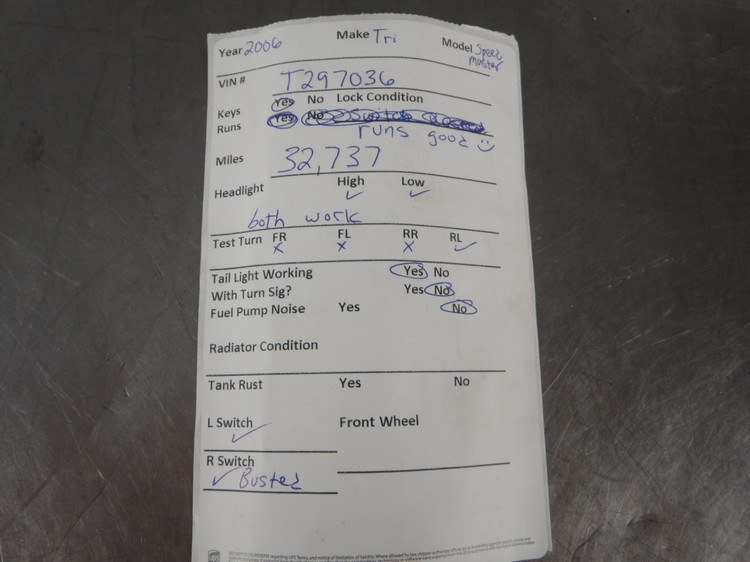 Year 2006 Make Tri Model Speed master
VIN # T297036
Keys Yes No Lock Condition
Runs Yes No
runs good
Miles 32,737
Headlight High Low
✓ ✓
both work
Test Turn FR FL RR RL
x x x ✓
Tail Light Working Yes No
With Turn Sig? Yes No
Fuel Pump Noise Yes No
Radiator Condition
Tank Rust Yes No
L Switch Front Wheel
✓
R Switch
✓ Busted